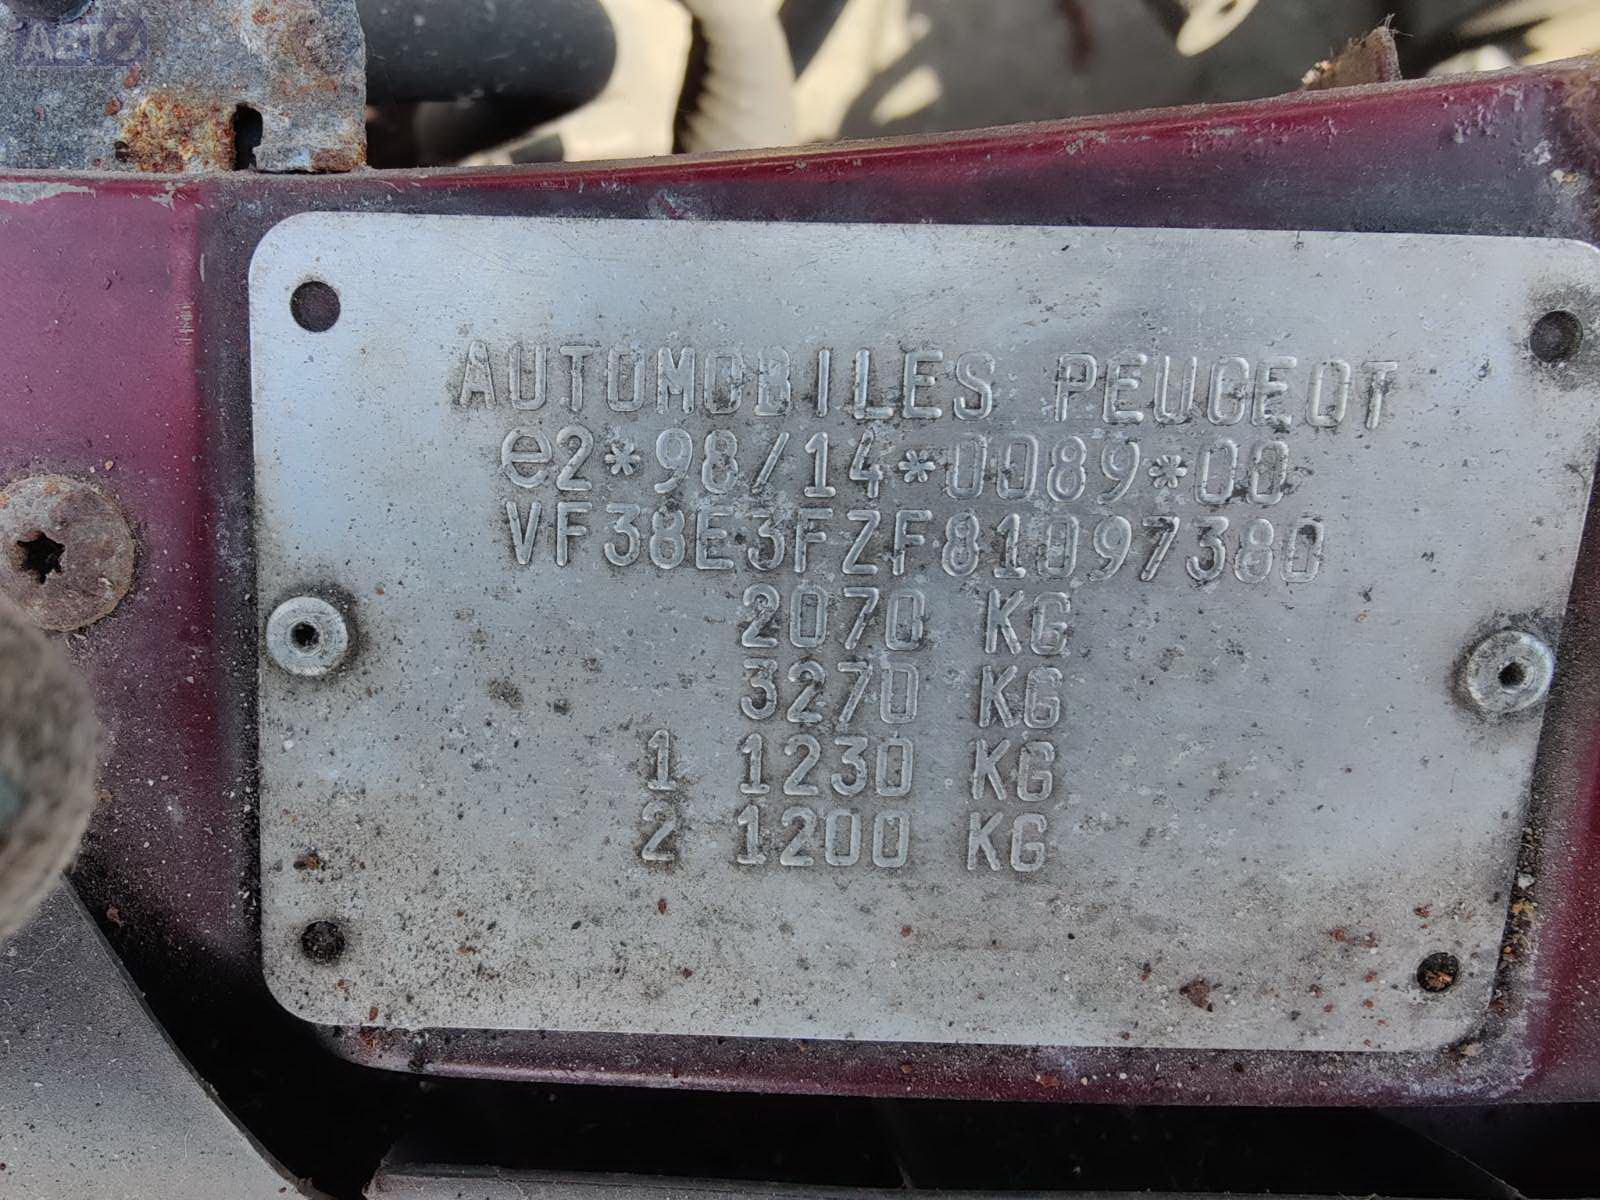 AUTOMOBILES PEUGEOT
e2*98/14*0089*00
VF38E3FZF81097380
2070 KG
3270 KG
1 1230 KG
2 1200 KG